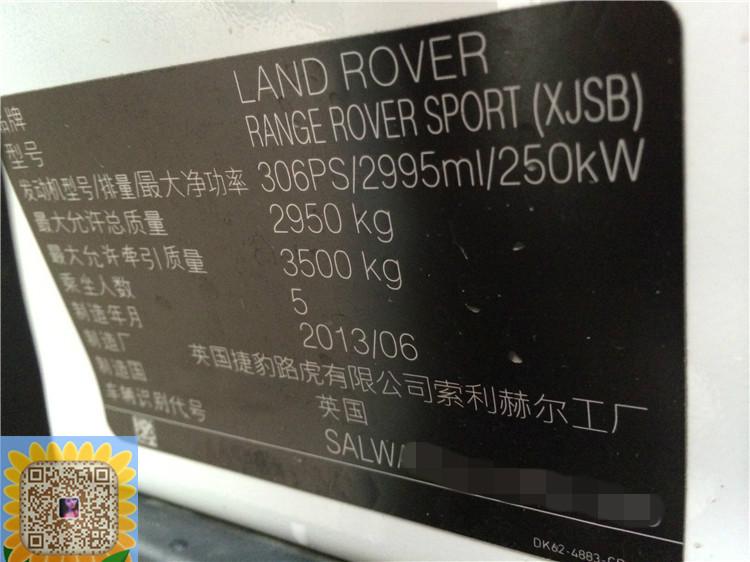 品牌 LAND ROVER
型号 RANGE ROVER SPORT (XJSB)
发动机型号/排量/最大净功率 306PS/2995ml/250kW
最大允许总质量 2950 kg
最大允许牵引质量 3500 kg
乘坐人数 5
制造年月 2013/06
制造厂 英国捷豹路虎有限公司索利赫尔工厂
制造国 英国
车辆识别代号 SALW